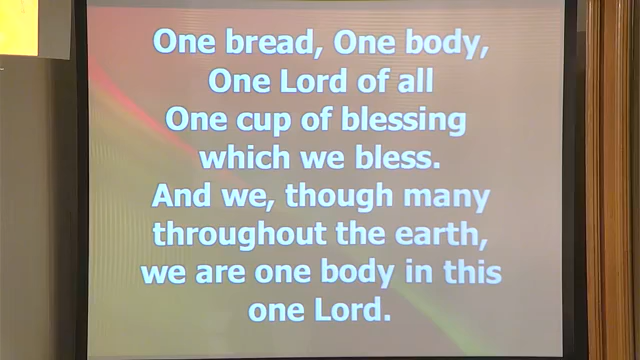 One bread, One body,
One Lord of all
One cup of blessing
which we bless.
And we, though many
throughout the earth,
we are one body in this
one Lord.